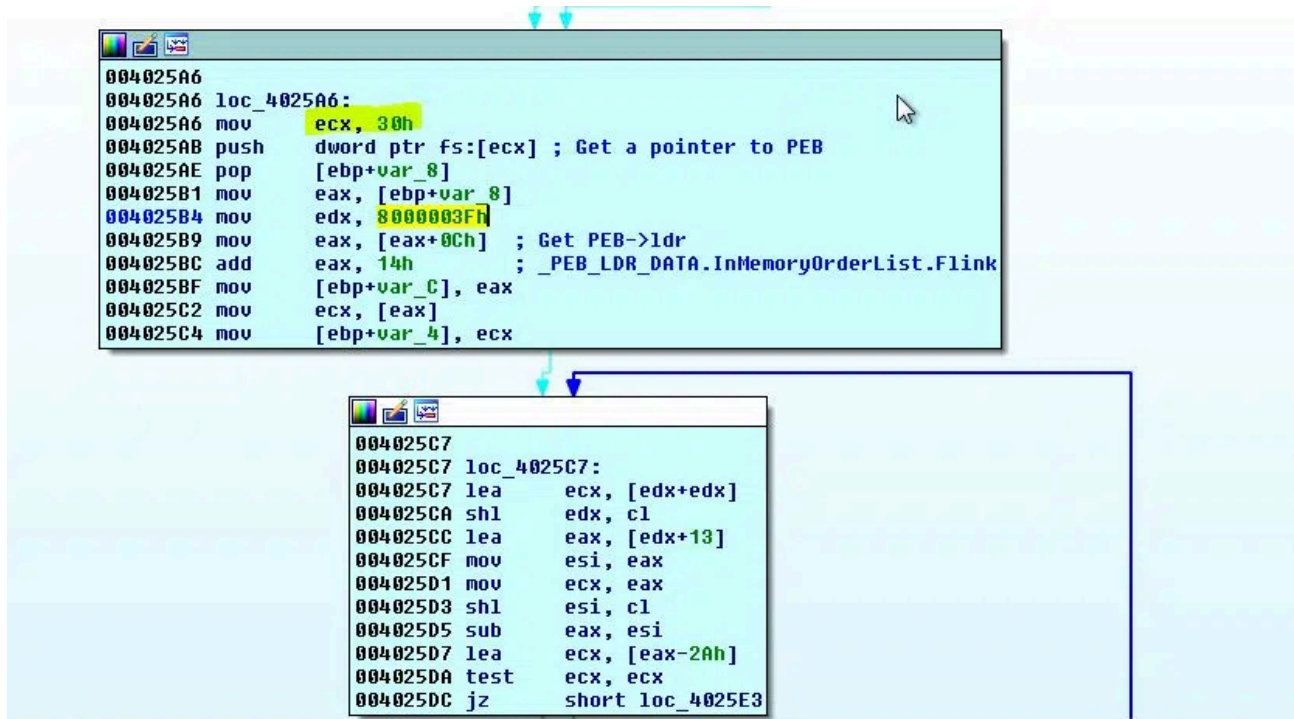 004025A6
004025A6 loc_4025A6:
004025A6 mov ecx, 30h
004025AB push dword ptr fs:[ecx] ; Get a pointer to PEB
004025AE pop [ebp+var_8]
004025B1 mov eax, [ebp+var_8]
004025B4 mov edx, 8000003Fh
004025B9 mov eax, [eax+0Ch] ; Get PEB->ldr
004025BC add eax, 14h ; _PEB_LDR_DATA.InMemoryOrderList.Flink
004025BF mov [ebp+var_C], eax
004025C2 mov ecx, [eax]
004025C4 mov [ebp+var_4], ecx
004025C7
004025C7 loc_4025C7:
004025C7 lea ecx, [edx+edx]
004025CA shl edx, cl
004025CC lea eax, [edx+13]
004025CF mov esi, eax
004025D1 mov ecx, eax
004025D3 shl esi, cl
004025D5 sub eax, esi
004025D7 lea ecx, [eax-2Ah]
004025DA test ecx, ecx
004025DC jz short loc_4025E3